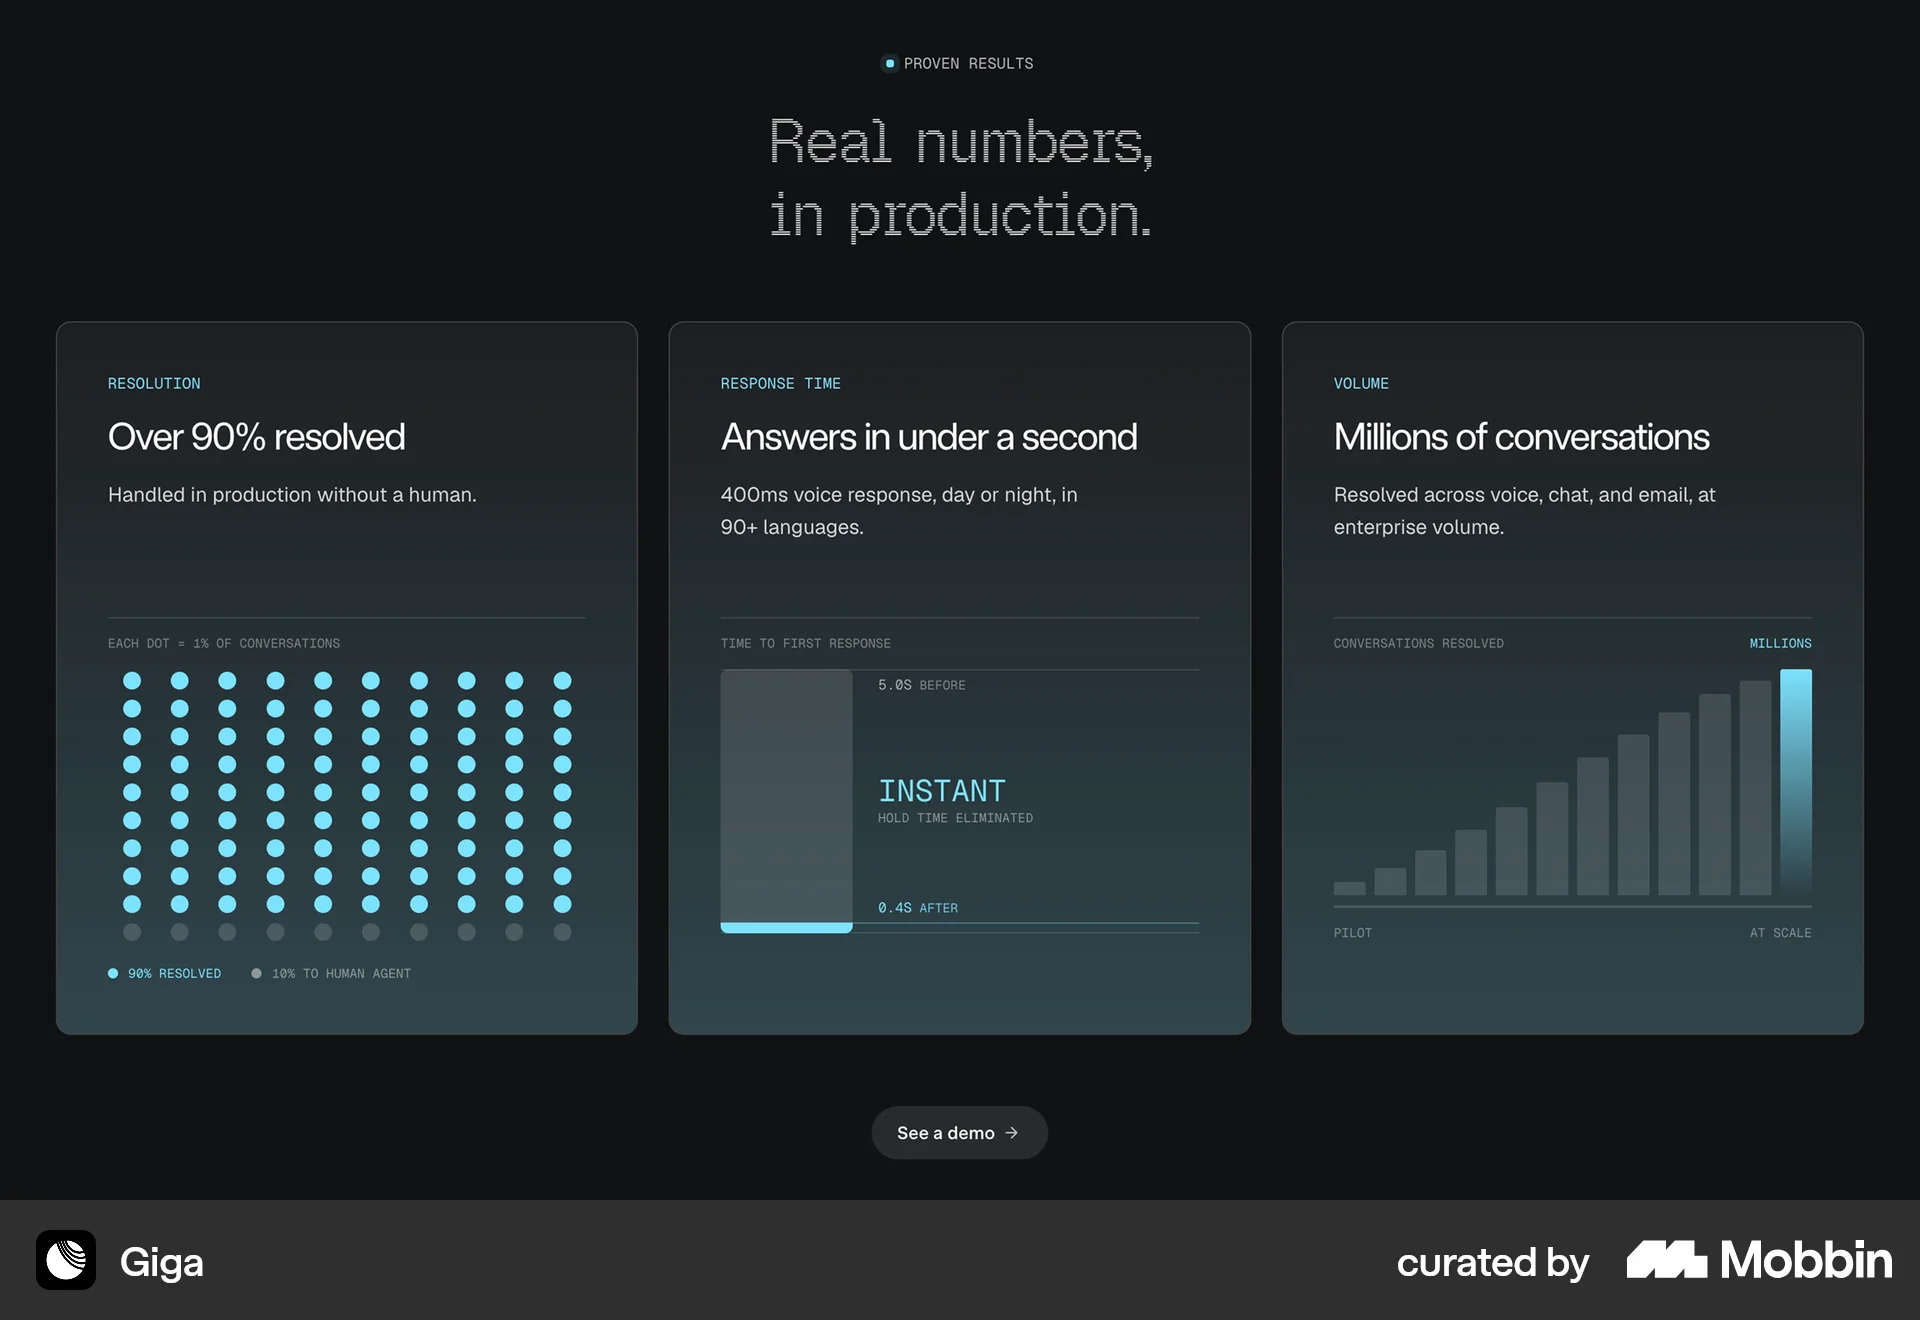 PROVEN RESULTS
Real numbers,
in production.
RESOLUTION
Over 90% resolved
Handled in production without a human.
EACH DOT = 1% OF CONVERSATIONS
90% RESOLVED
10% TO HUMAN AGENT
RESPONSE TIME
Answers in under a second
400ms voice response, day or night, in
90+ languages.
TIME TO FIRST RESPONSE
5.0S BEFORE
INSTANT
HOLD TIME ELIMINATED
0.4S AFTER
VOLUME
Millions of conversations
Resolved across voice, chat, and email, at
enterprise volume.
CONVERSATIONS RESOLVED
MILLIONS
PILOT
AT SCALE
See a demo →
Giga
curated by Mobbin